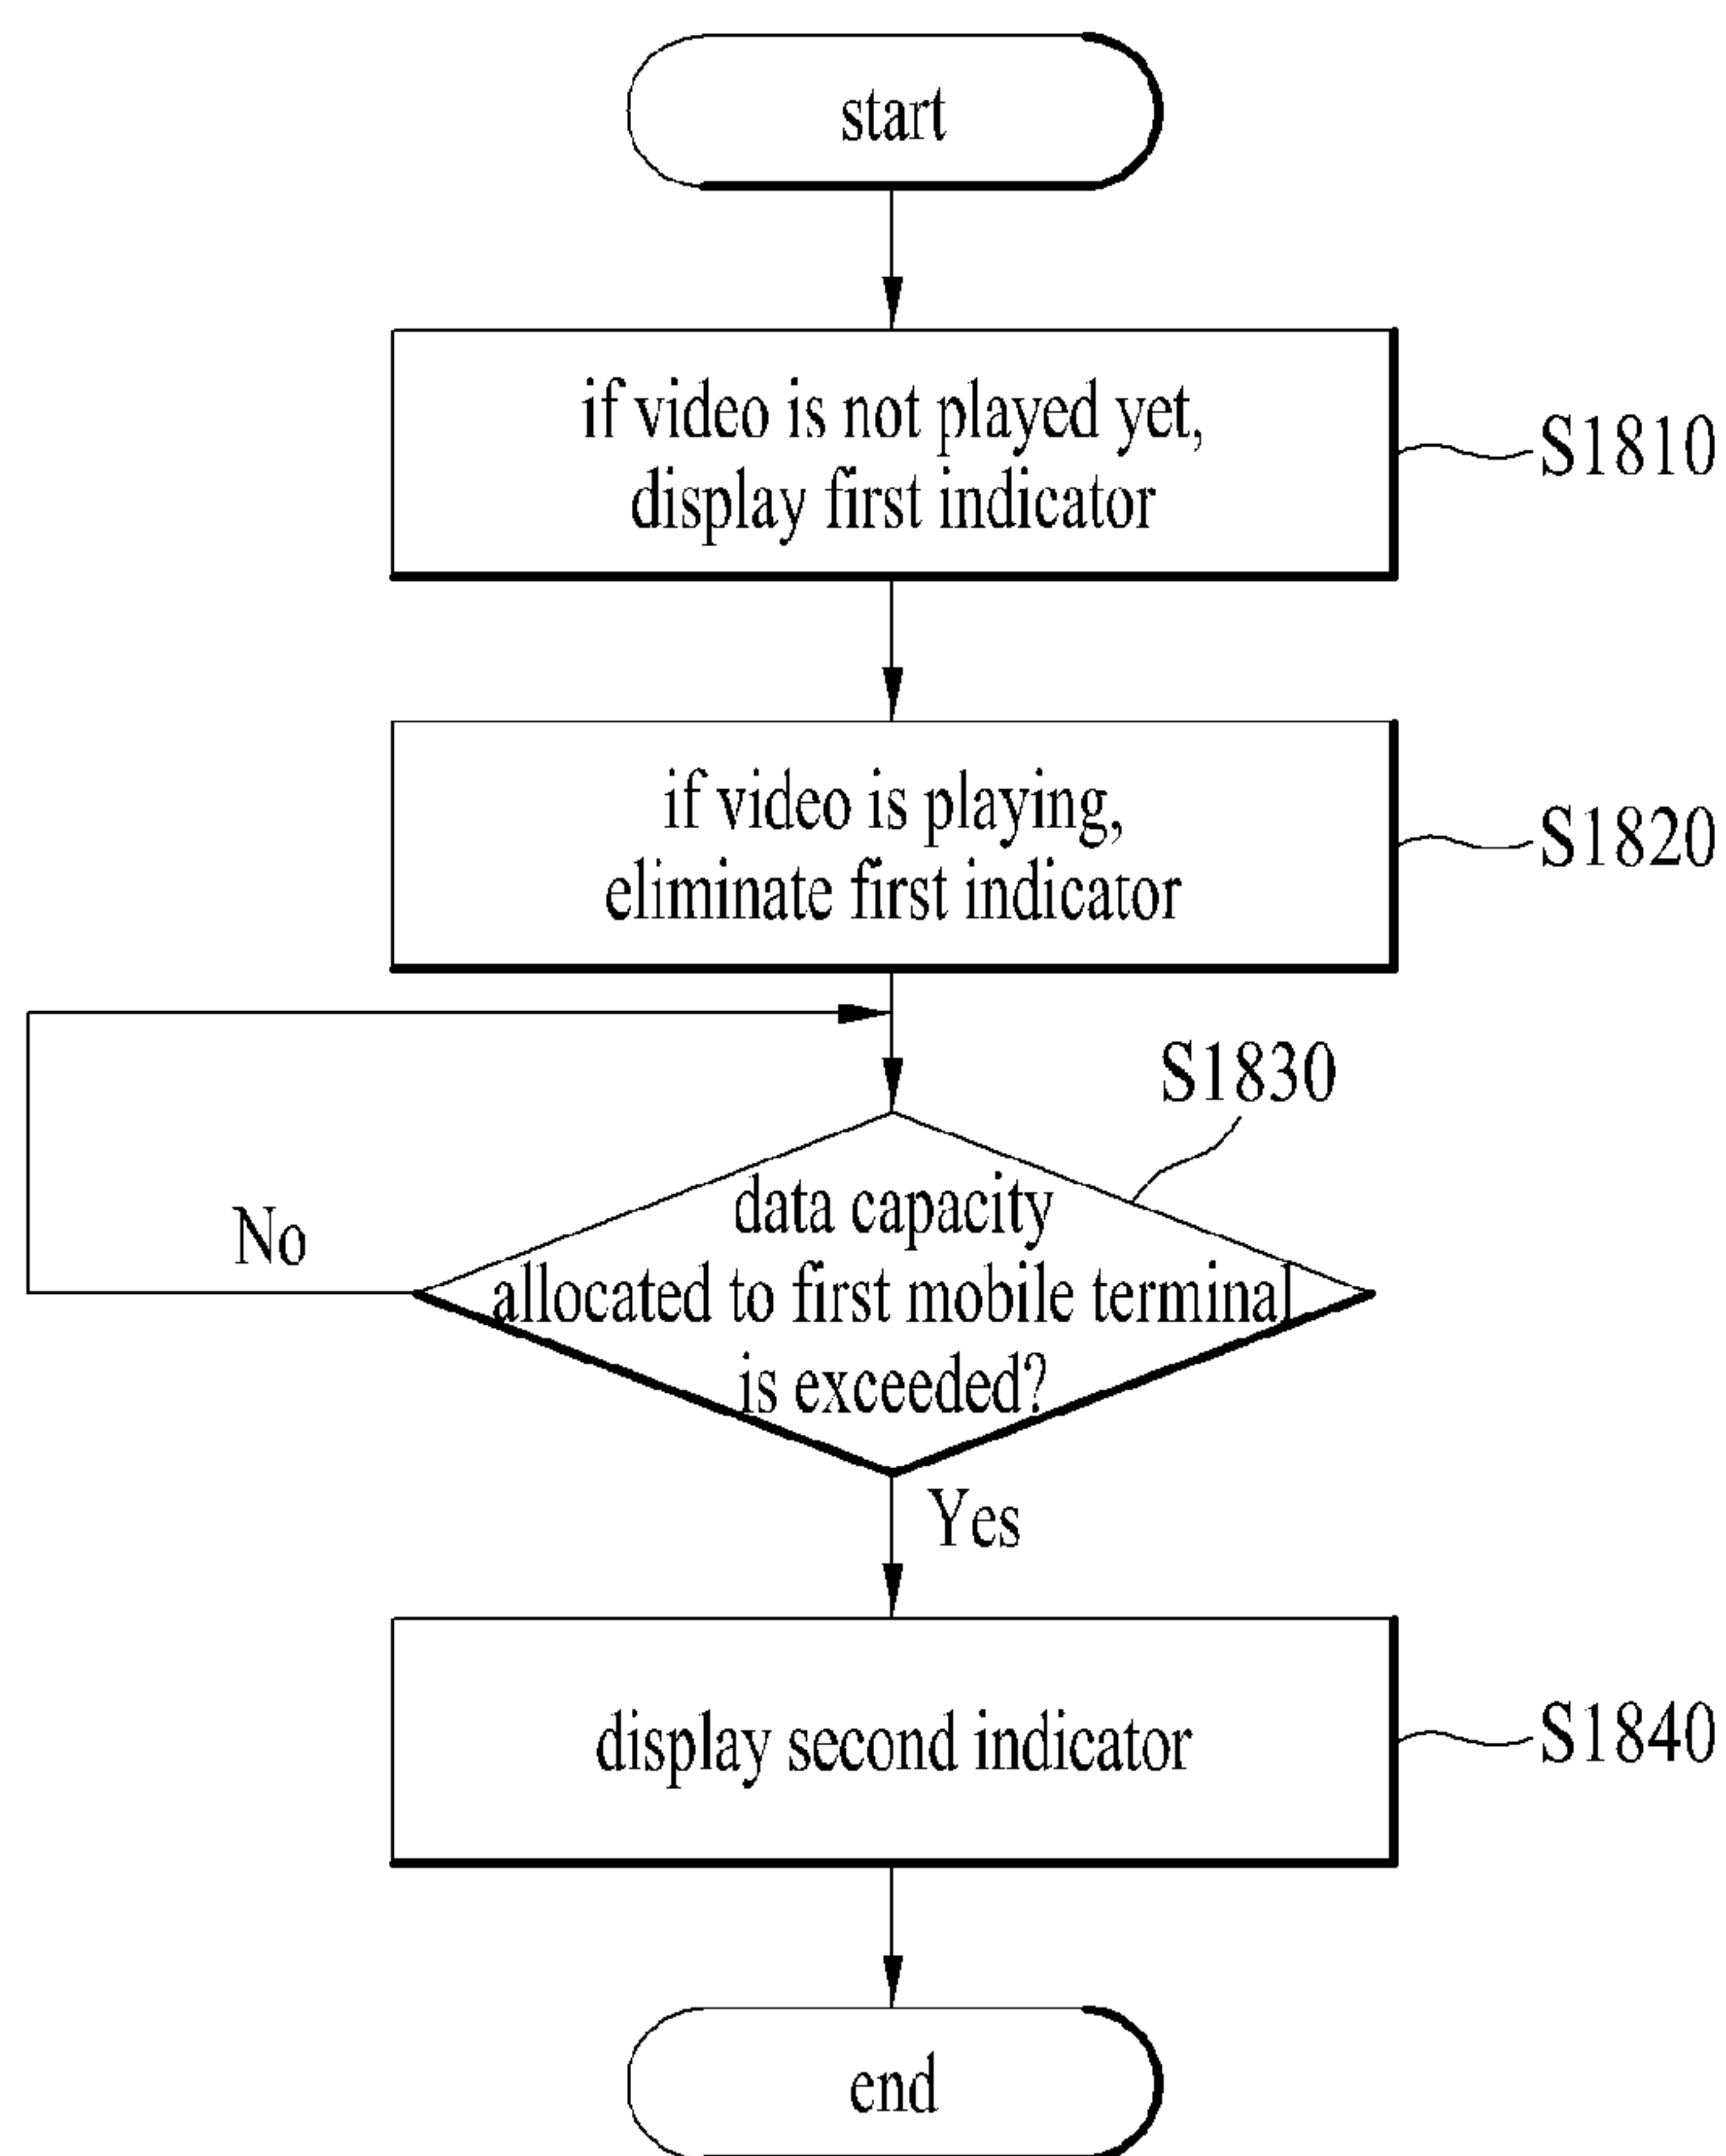 start
if video is not played yet,
display first indicator
S1810
if video is playing,
eliminate first indicator
S1820
S1830
data capacity
allocated to first mobile terminal
is exceeded?
No
Yes
display second indicator
S1840
end